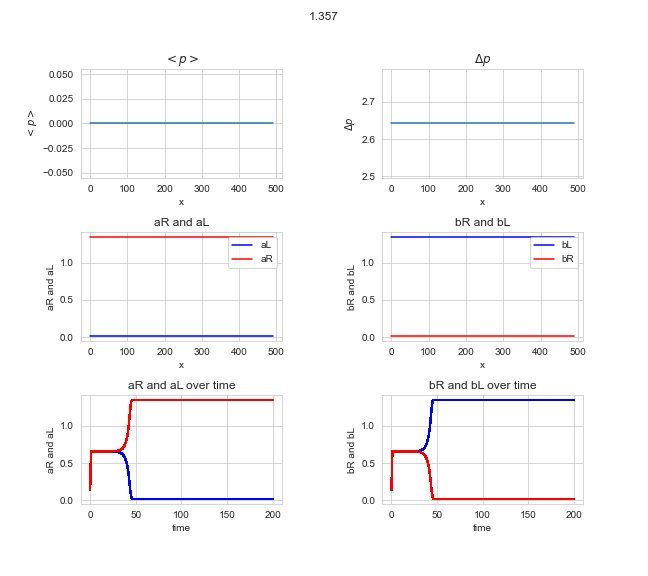 1.357
< p >
Δp
0.050
0.025
0.000
−0.025
−0.050
< p >
0 100 200 300 400 500
x
2.7
2.6
2.5
Δp
0 100 200 300 400 500
x
aR and aL
bR and bL
1.0
0.5
0.0
aR and aL
aL
aR
0 100 200 300 400 500
x
1.0
0.5
0.0
bR and bL
bL
bR
0 100 200 300 400 500
x
aR and aL over time
bR and bL over time
1.0
0.5
0.0
aR and aL
0 50 100 150 200
time
1.0
0.5
0.0
bR and bL
0 50 100 150 200
time